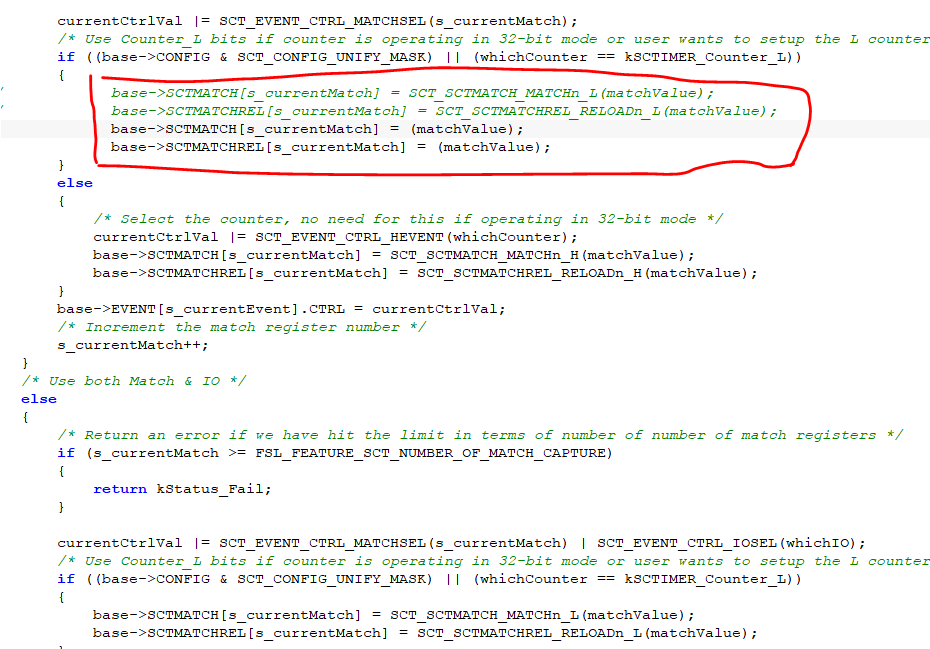 currentCtrlVal |= SCT_EVENT_CTRL_MATCHSEL(s_currentMatch);
/* Use Counter_L bits if counter is operating in 32-bit mode or user wants to setup the L counter
if ((base->CONFIG & SCT_CONFIG_UNIFY_MASK) || (whichCounter == kSCTIMER_Counter_L))
{
base->SCTMATCH[s_currentMatch] = SCT_SCTMATCH_MATCHn_L(matchValue);
base->SCTMATCHREL[s_currentMatch] = SCT_SCTMATCHREL_RELOADn_L(matchValue);
base->SCTMATCH[s_currentMatch] = (matchValue);
base->SCTMATCHREL[s_currentMatch] = (matchValue);
}
else
{
/* Select the counter, no need for this if operating in 32-bit mode */
currentCtrlVal |= SCT_EVENT_CTRL_HEVENT(whichCounter);
base->SCTMATCH[s_currentMatch] = SCT_SCTMATCH_MATCHn_H(matchValue);
base->SCTMATCHREL[s_currentMatch] = SCT_SCTMATCHREL_RELOADn_H(matchValue);
}
base->EVENT[s_currentEvent].CTRL = currentCtrlVal;
/* Increment the match register number */
s_currentMatch++;
}
/* Use both Match & IO */
else
{
/* Return an error if we have hit the limit in terms of number of number of match registers */
if (s_currentMatch >= FSL_FEATURE_SCT_NUMBER_OF_MATCH_CAPTURE)
{
return kStatus_Fail;
}
currentCtrlVal |= SCT_EVENT_CTRL_MATCHSEL(s_currentMatch) | SCT_EVENT_CTRL_IOSEL(whichIO);
/* Use Counter_L bits if counter is operating in 32-bit mode or user wants to setup the L counter
if ((base->CONFIG & SCT_CONFIG_UNIFY_MASK) || (whichCounter == kSCTIMER_Counter_L))
{
base->SCTMATCH[s_currentMatch] = SCT_SCTMATCH_MATCHn_L(matchValue);
base->SCTMATCHREL[s_currentMatch] = SCT_SCTMATCHREL_RELOADn_L(matchValue);